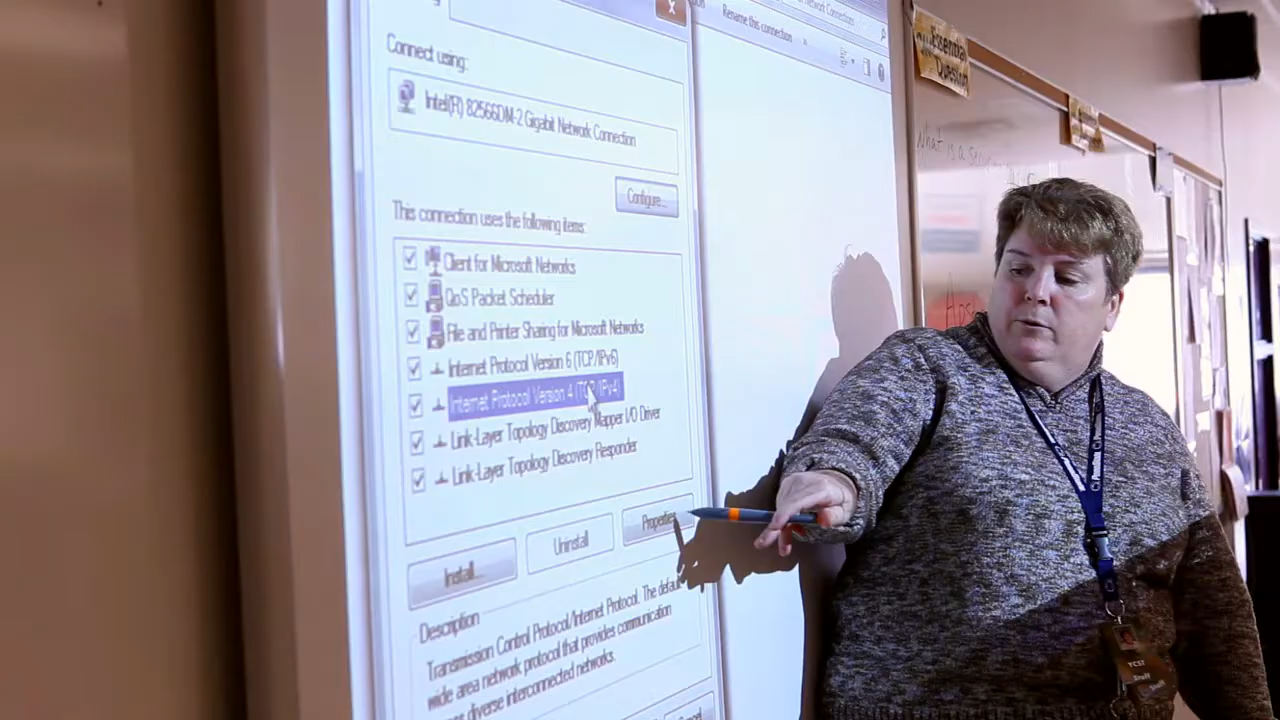 Connect using:
Intel(R) 82566DM-2 Gigabit Network Connection
Configure...
This connection uses the following items:
Client for Microsoft Networks
QoS Packet Scheduler
File and Printer Sharing for Microsoft Networks
Internet Protocol Version 6 (TCP/IPv6)
Internet Protocol Version 4 (TCP/IPv4)
Link-Layer Topology Discovery Mapper I/O Driver
Link-Layer Topology Discovery Responder
Install...
Uninstall
Properties
Description
Transmission Control Protocol/Internet Protocol. The default
wide area network protocol that provides communication
diverse interconnected networks.
Network Connections
Rename this connection
»
Essential
Question
What is a
YCST
Staff